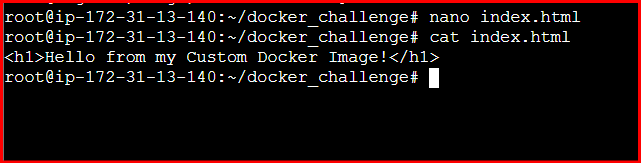 root@ip-172-31-13-140:~/docker_challenge# nano index.html
root@ip-172-31-13-140:~/docker_challenge# cat index.html
<h1>Hello from my Custom Docker Image!</h1>
root@ip-172-31-13-140:~/docker_challenge#